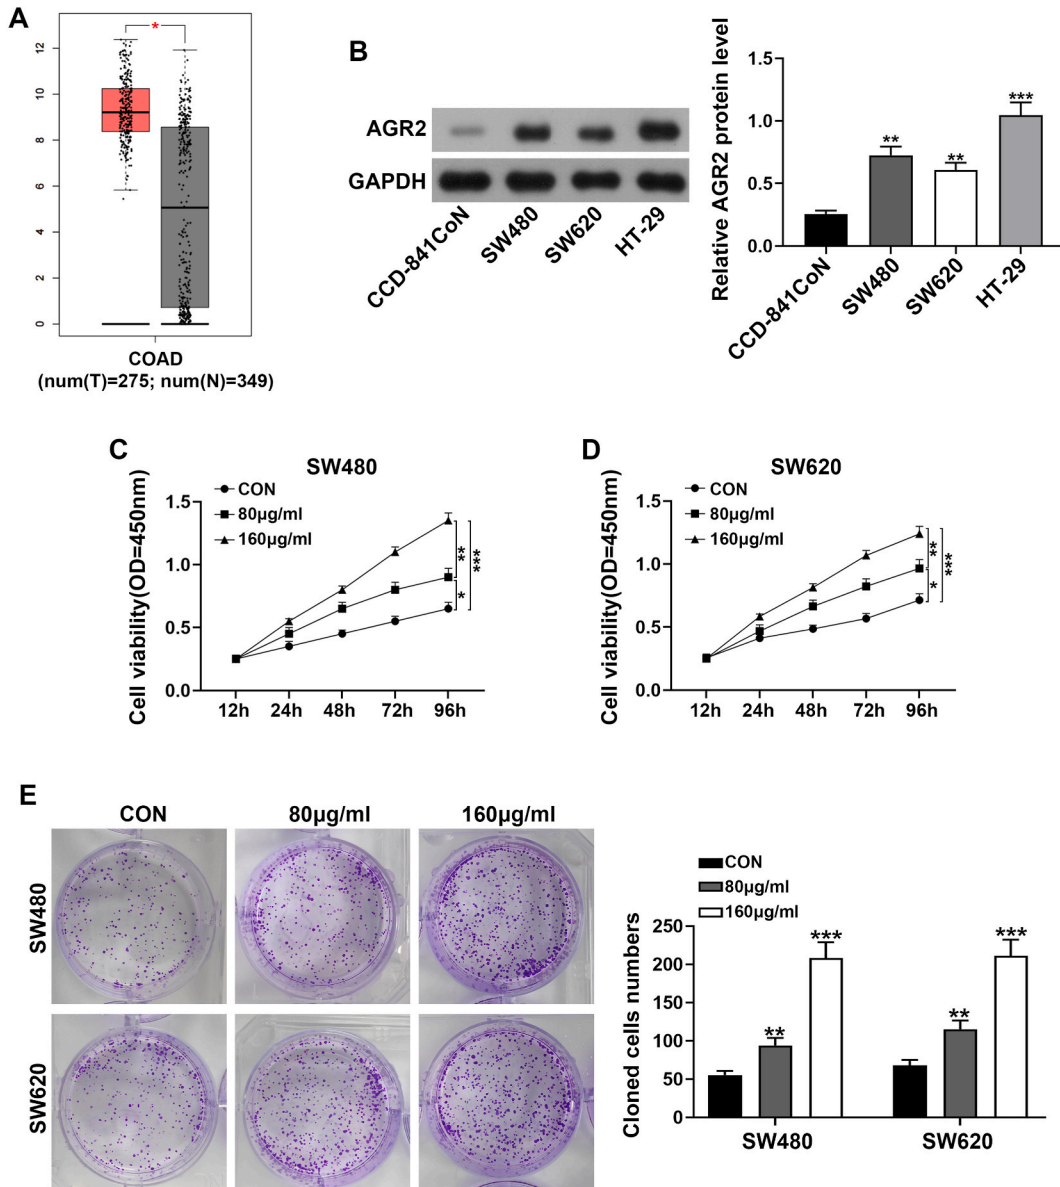 A
*
12
10
8
6
4
2
0
COAD
(num(T)=275; num(N)=349)
B
AGR2
GAPDH
CCD-841CoN
SW480
SW620
HT-29
Relative AGR2 protein level
1.5
1.0
0.5
0.0
**
**
***
CCD-841CoN
SW480
SW620
HT-29
C
SW480
CON
80μg/ml
160μg/ml
Cell viability(OD=450nm)
1.5
1.0
0.5
0.0
12h
24h
48h
72h
96h
**
*
***
D
SW620
CON
80μg/ml
160μg/ml
Cell viability(OD=450nm)
1.5
1.0
0.5
0.0
12h
24h
48h
72h
96h
**
*
***
E
CON
80μg/ml
160μg/ml
SW480
SW620
CON
80μg/ml
160μg/ml
Cloned cells numbers
250
200
150
100
50
0
**
***
**
***
SW480
SW620